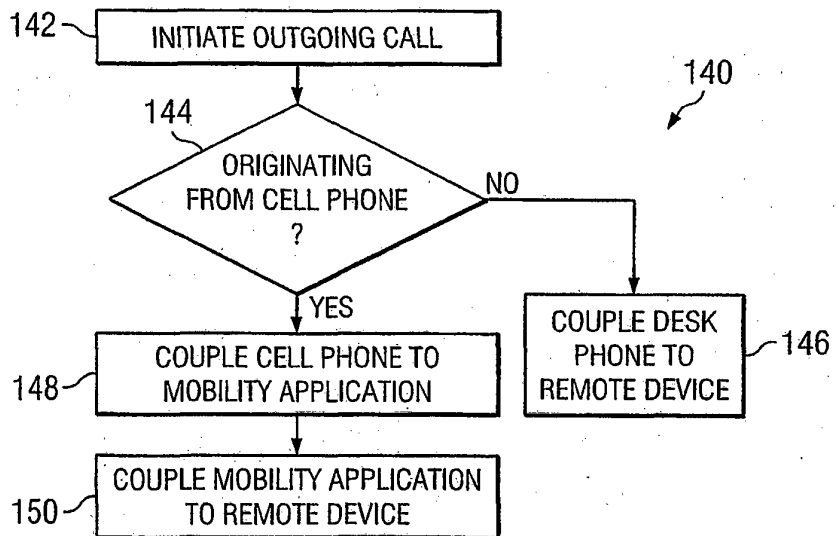 142
INITIATE OUTGOING CALL
140
144
ORIGINATING
FROM CELL PHONE
?
NO
YES
COUPLE DESK
PHONE TO
REMOTE DEVICE
146
148
COUPLE CELL PHONE TO
MOBILITY APPLICATION
150
COUPLE MOBILITY APPLICATION
TO REMOTE DEVICE